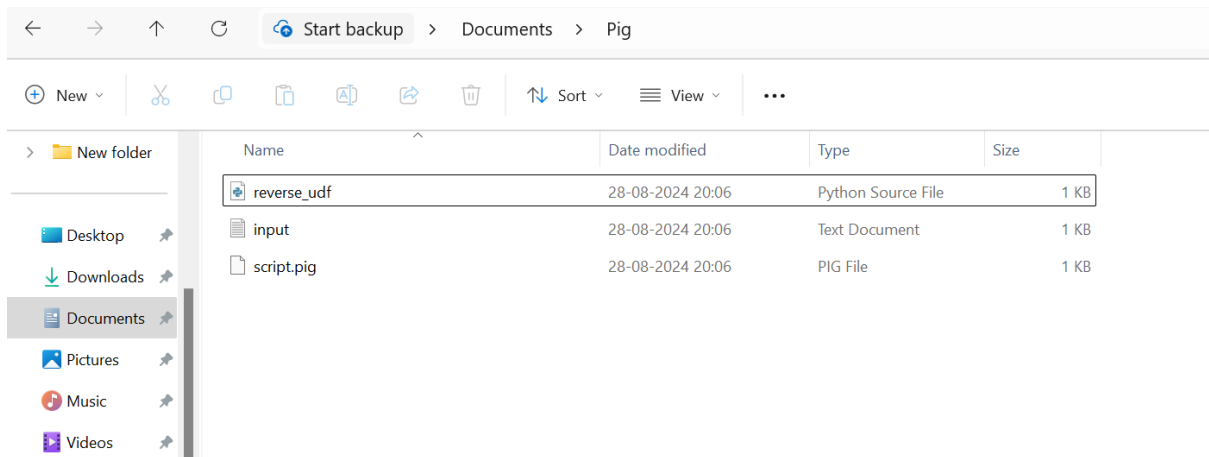 Start backup > Documents > Pig
New Sort View
Name Date modified Type Size
New folder
reverse_udf 28-08-2024 20:06 Python Source File 1 KB
input 28-08-2024 20:06 Text Document 1 KB
script.pig 28-08-2024 20:06 PIG File 1 KB
Desktop
Downloads
Documents
Pictures
Music
Videos